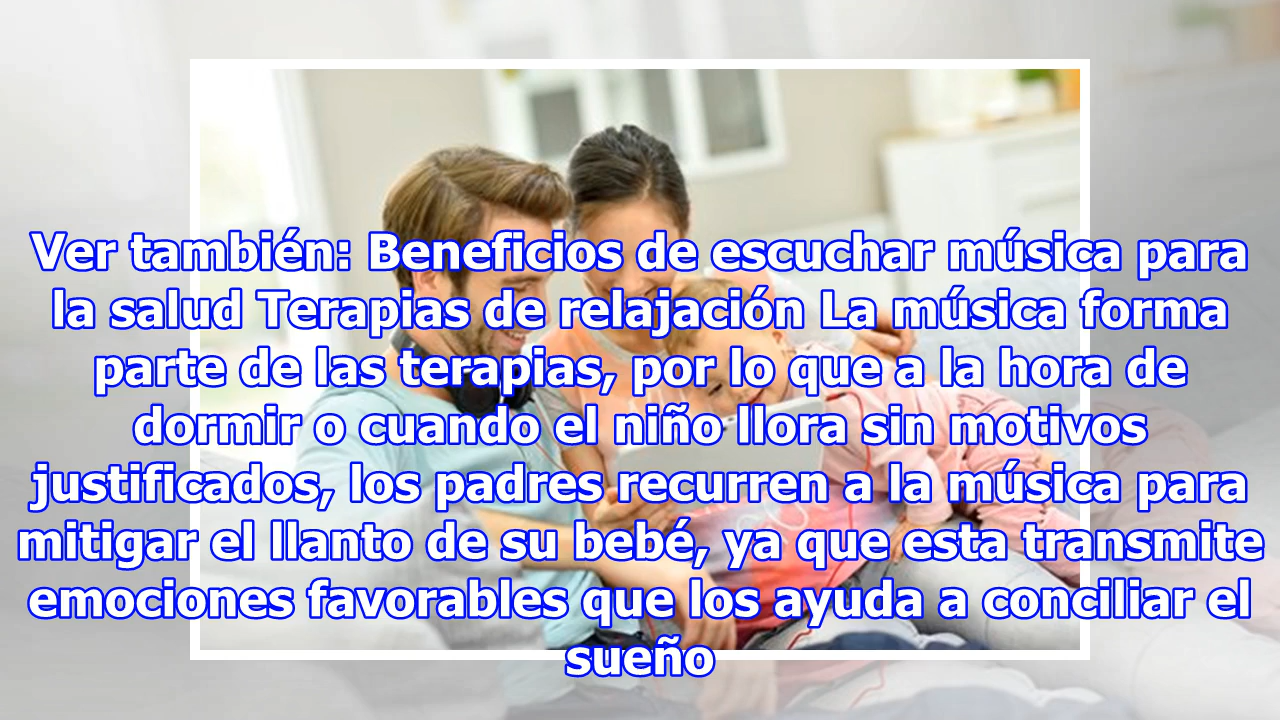 Ver también: Beneficios de escuchar música para
la salud Terapias de relajación La música forma
parte de las terapias, por lo que a la hora de
dormir o cuando el niño llora sin motivos
justificados, los padres recurren a la música para
mitigar el llanto de su bebé, ya que esta transmite
emociones favorables que los ayuda a conciliar el
sueño